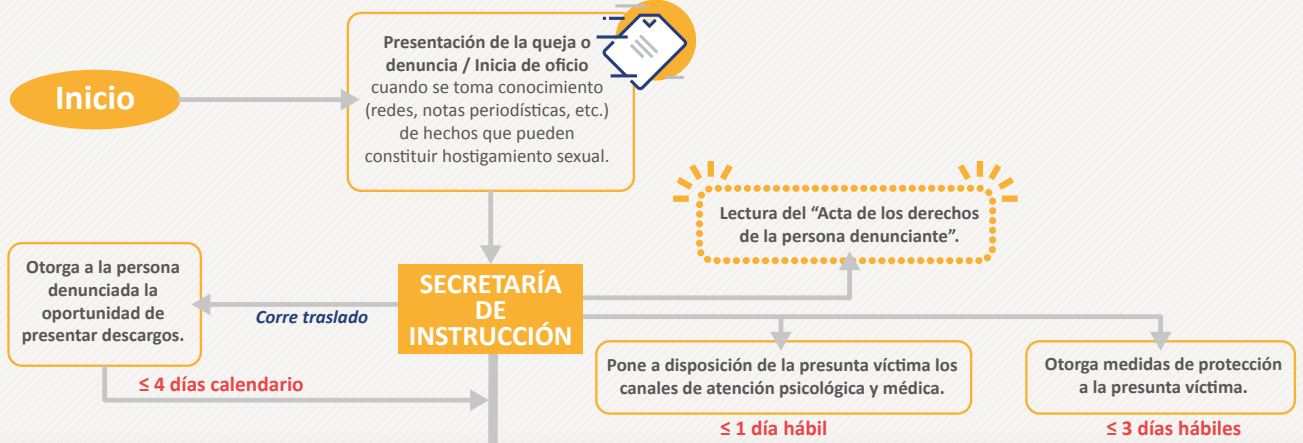 Inicio
Presentación de la queja o
denuncia / Inicia de oficio
cuando se toma conocimiento
(redes, notas periodísticas, etc.)
de hechos que pueden
constituir hostigamiento sexual.
Lectura del “Acta de los derechos
de la persona denunciante”.
Otorga a la persona
denunciada la
oportunidad de
presentar descargos.
Corre traslado
SECRETARÍA
DE
INSTRUCCIÓN
≤ 4 días calendario
Pone a disposición de la presunta víctima los
canales de atención psicológica y médica.
≤ 1 día hábil
Otorga medidas de protección
a la presunta víctima.
≤ 3 días hábiles